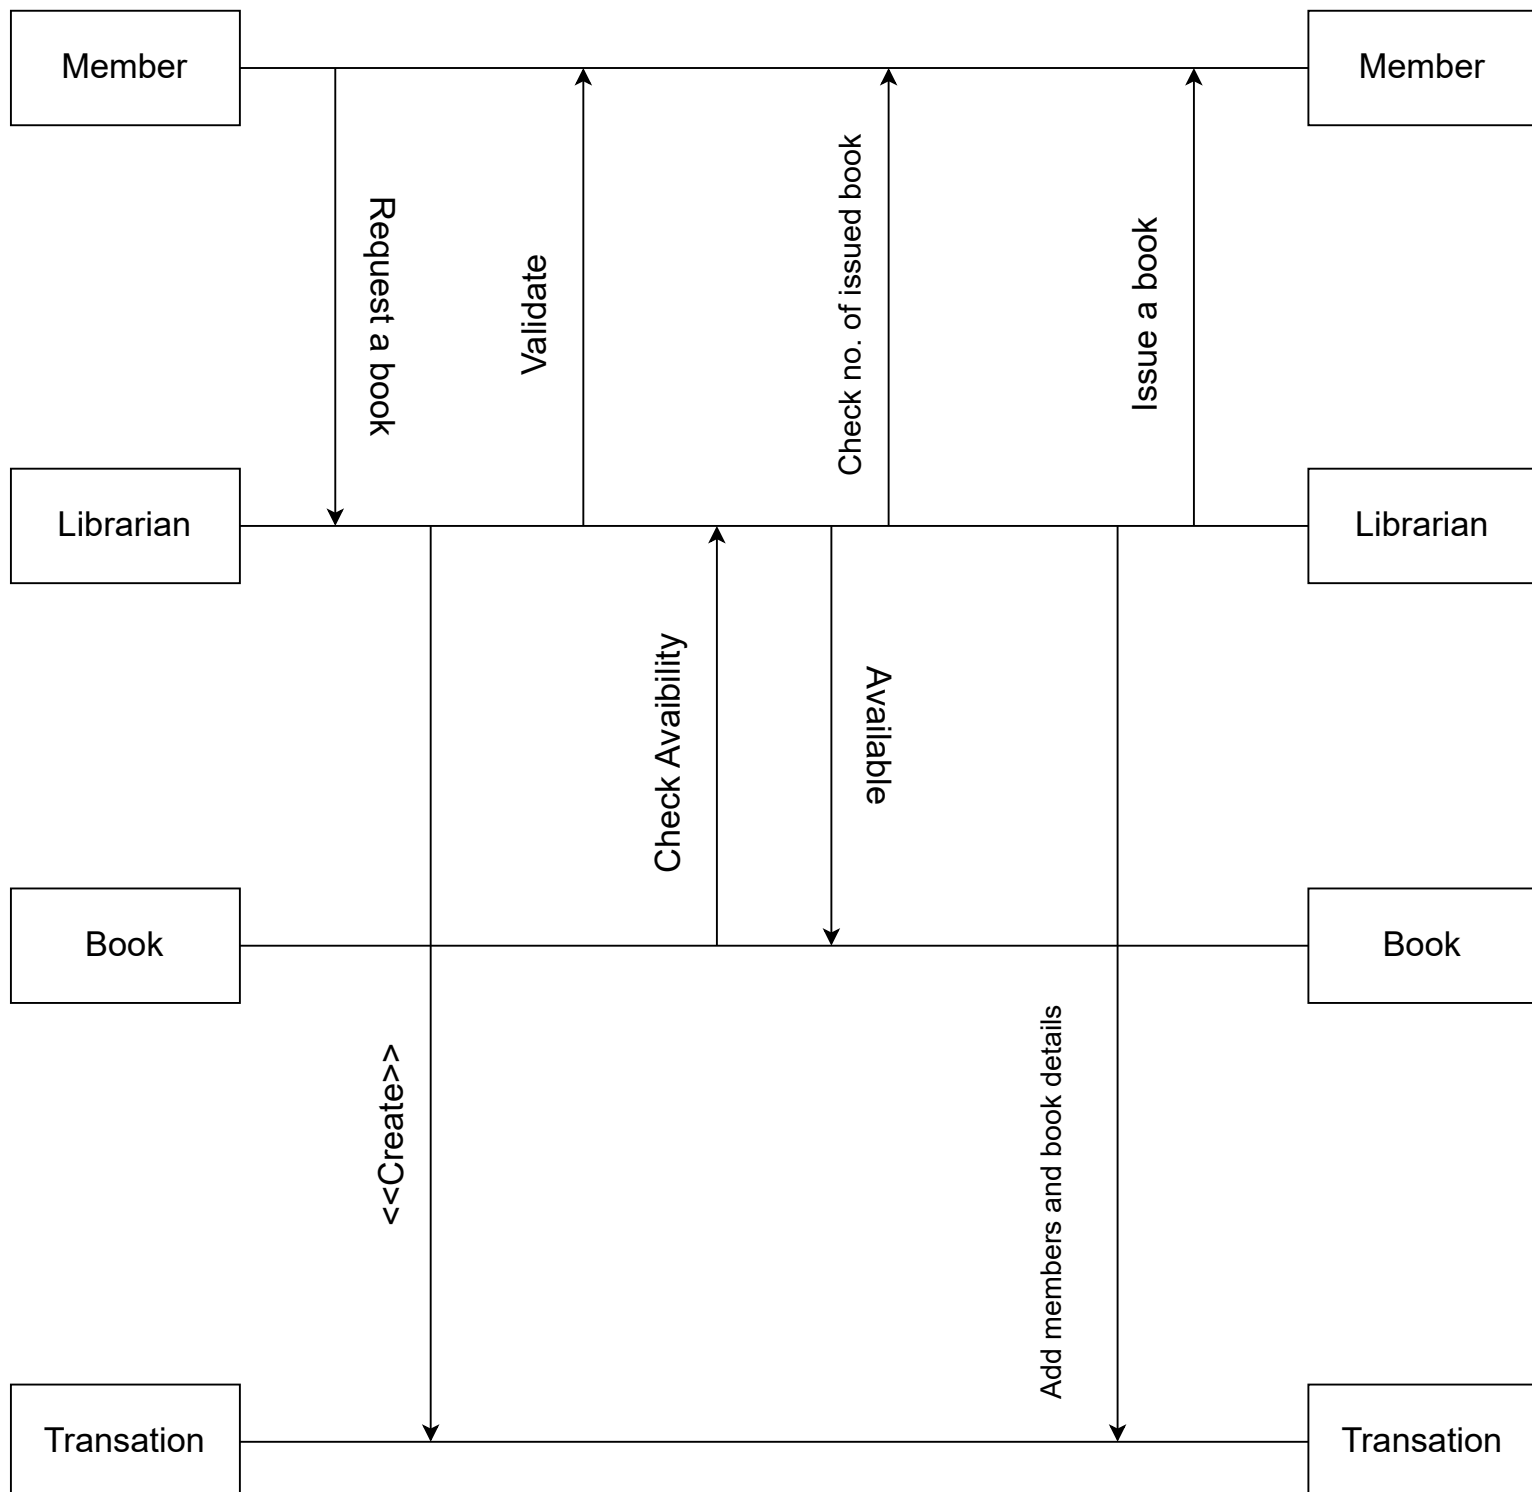 Member
Member
Request a book
Validate
Check no. of issued book
Issue a book
Librarian
Librarian
Check Avaibility
Available
Book
Book
<<Create>>
Add members and book details
Transation
Transation